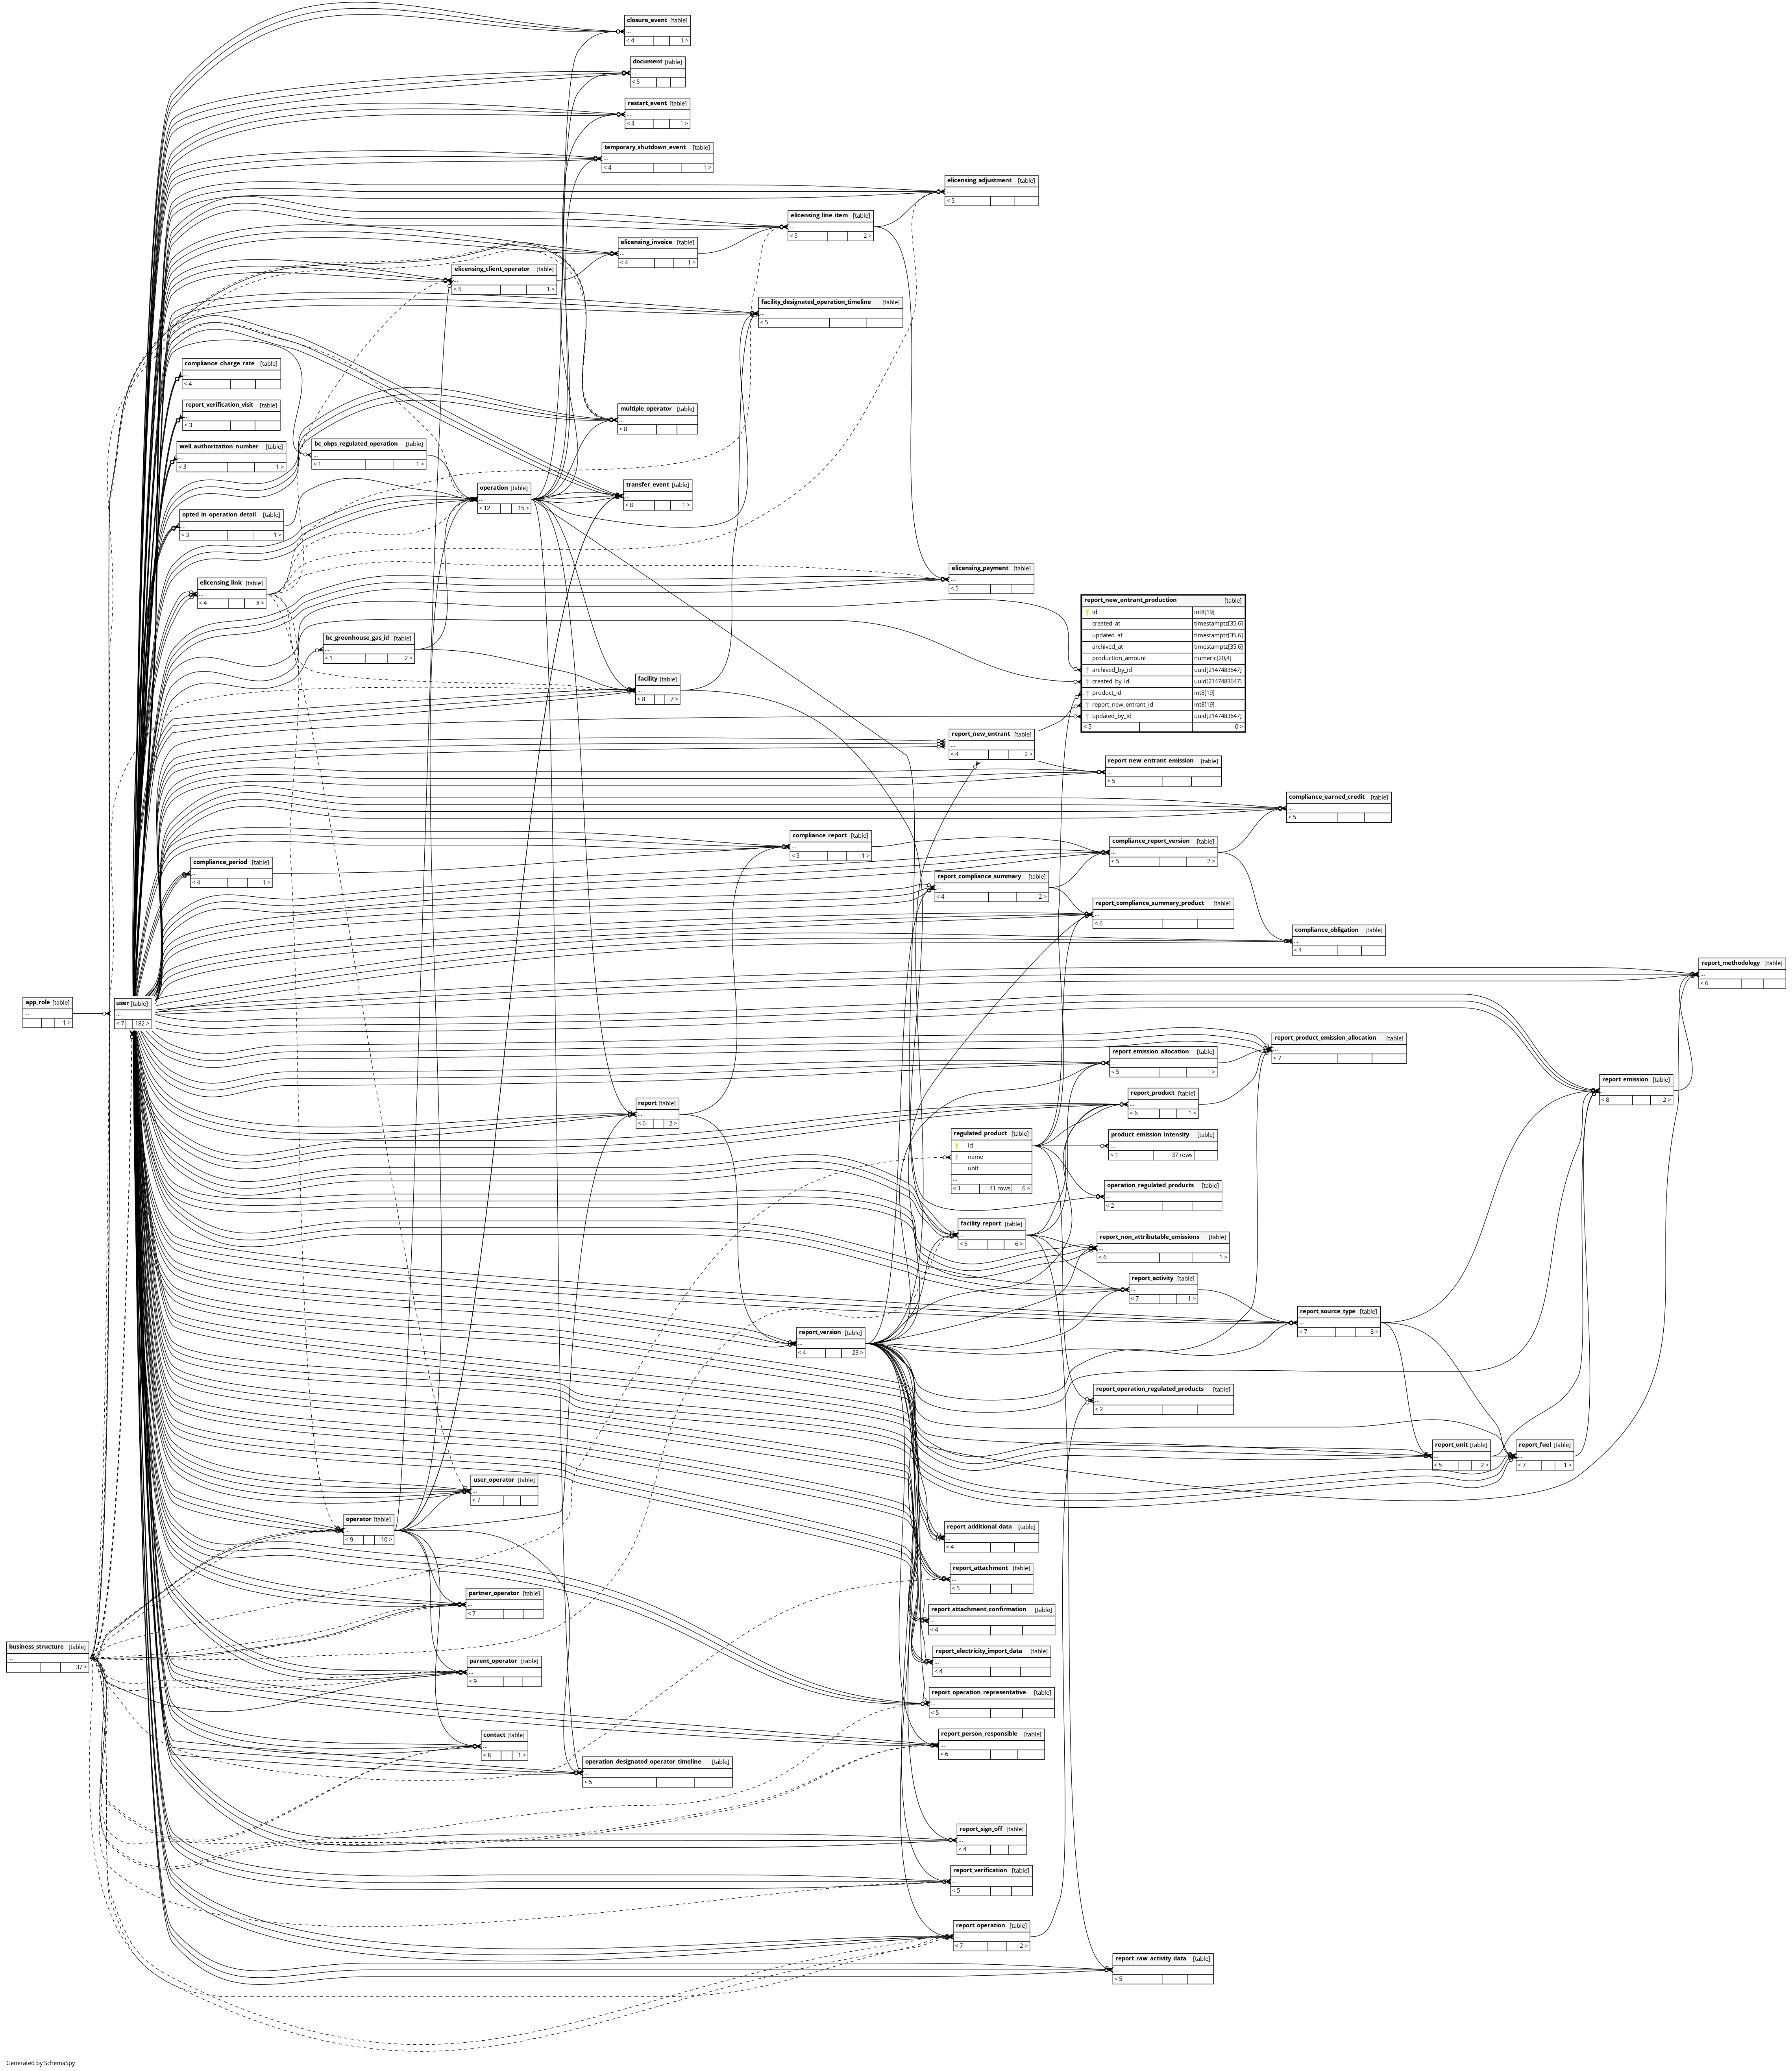 closure_event [table]
...
< 4 1 >
document [table]
...
< 5
restart_event [table]
...
< 4 1 >
temporary_shutdown_event [table]
...
< 4 1 >
elicensing_adjustment [table]
...
< 5
elicensing_line_item [table]
...
< 5 2 >
elicensing_invoice [table]
...
< 4 1 >
elicensing_client_operator [table]
...
< 5 1 >
facility_designated_operation_timeline [table]
...
< 5
compliance_charge_rate [table]
...
< 4
report_verification_visit [table]
...
< 3
multiple_operator [table]
...
< 8
well_authorization_number [table]
...
< 3 1 >
bc_obps_regulated_operation [table]
...
< 1 1 >
operation [table]
...
< 12 15 >
transfer_event [table]
...
< 8 1 >
opted_in_operation_detail [table]
...
< 3 1 >
elicensing_link [table]
...
< 4 8 >
elicensing_payment [table]
...
< 5
report_new_entrant_production [table]
id int8[19]
created_at timestamptz[35,6]
updated_at timestamptz[35,6]
archived_at timestamptz[35,6]
production_amount numeric[20,4]
archived_by_id uuid[2147483647]
created_by_id uuid[2147483647]
product_id int8[19]
report_new_entrant_id int8[19]
updated_by_id uuid[2147483647]
< 5 0 >
bc_greenhouse_gas_id [table]
...
< 1 2 >
facility [table]
...
< 8 7 >
report_new_entrant [table]
...
< 4 2 >
report_new_entrant_emission [table]
...
< 5
compliance_earned_credit [table]
...
< 5
compliance_report [table]
...
< 5 1 >
compliance_report_version [table]
...
< 5 2 >
compliance_period [table]
...
< 4 1 >
report_compliance_summary [table]
...
< 4 2 >
report_compliance_summary_product [table]
...
< 6
compliance_obligation [table]
...
< 4
report_methodology [table]
...
< 6
app_role [table]
...
1 >
user [table]
...
< 7 182 >
report_product_emission_allocation [table]
...
< 7
report_emission_allocation [table]
...
< 5 1 >
report_emission [table]
...
< 8 2 >
report_product [table]
...
< 6 1 >
report [table]
...
< 6 2 >
regulated_product [table]
id
name
unit
...
< 1 41 rows 6 >
product_emission_intensity [table]
...
< 1 37 rows
operation_regulated_products [table]
...
< 2
facility_report [table]
...
< 6 6 >
report_non_attributable_emissions [table]
...
< 6 1 >
report_activity [table]
...
< 7 1 >
report_source_type [table]
...
< 7 3 >
report_version [table]
...
< 4 23 >
report_operation_regulated_products [table]
...
< 2
report_unit [table]
...
< 5 2 >
report_fuel [table]
...
< 7 1 >
user_operator [table]
...
< 7
operator [table]
...
< 9 10 >
report_additional_data [table]
...
< 4
report_attachment [table]
...
< 5
partner_operator [table]
...
< 7
report_attachment_confirmation [table]
...
< 4
business_structure [table]
...
37 >
report_electricity_import_data [table]
...
< 4
parent_operator [table]
...
< 9
report_operation_representative [table]
...
< 5
contact [table]
...
< 8 1 >
report_person_responsible [table]
...
< 6
operation_designated_operator_timeline [table]
...
< 5
report_sign_off [table]
...
< 4
report_verification [table]
...
< 5
report_operation [table]
...
< 7 2 >
report_raw_activity_data [table]
...
< 5
Generated by SchemaSpy